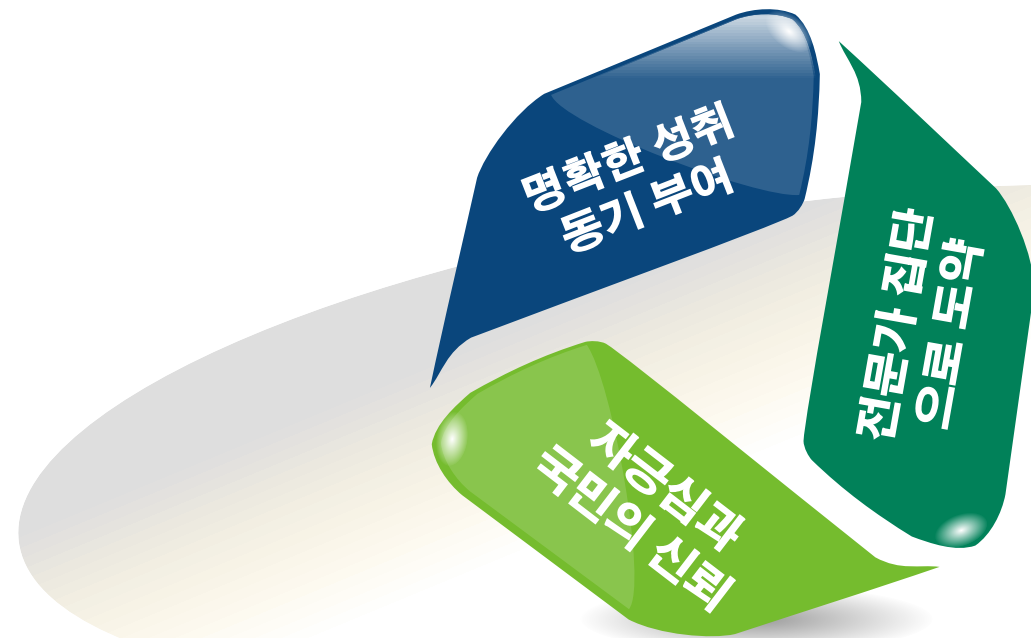 명확한 성취
동기 부여
전문가 집단
으로 도약
자긍심과
국민의 신뢰